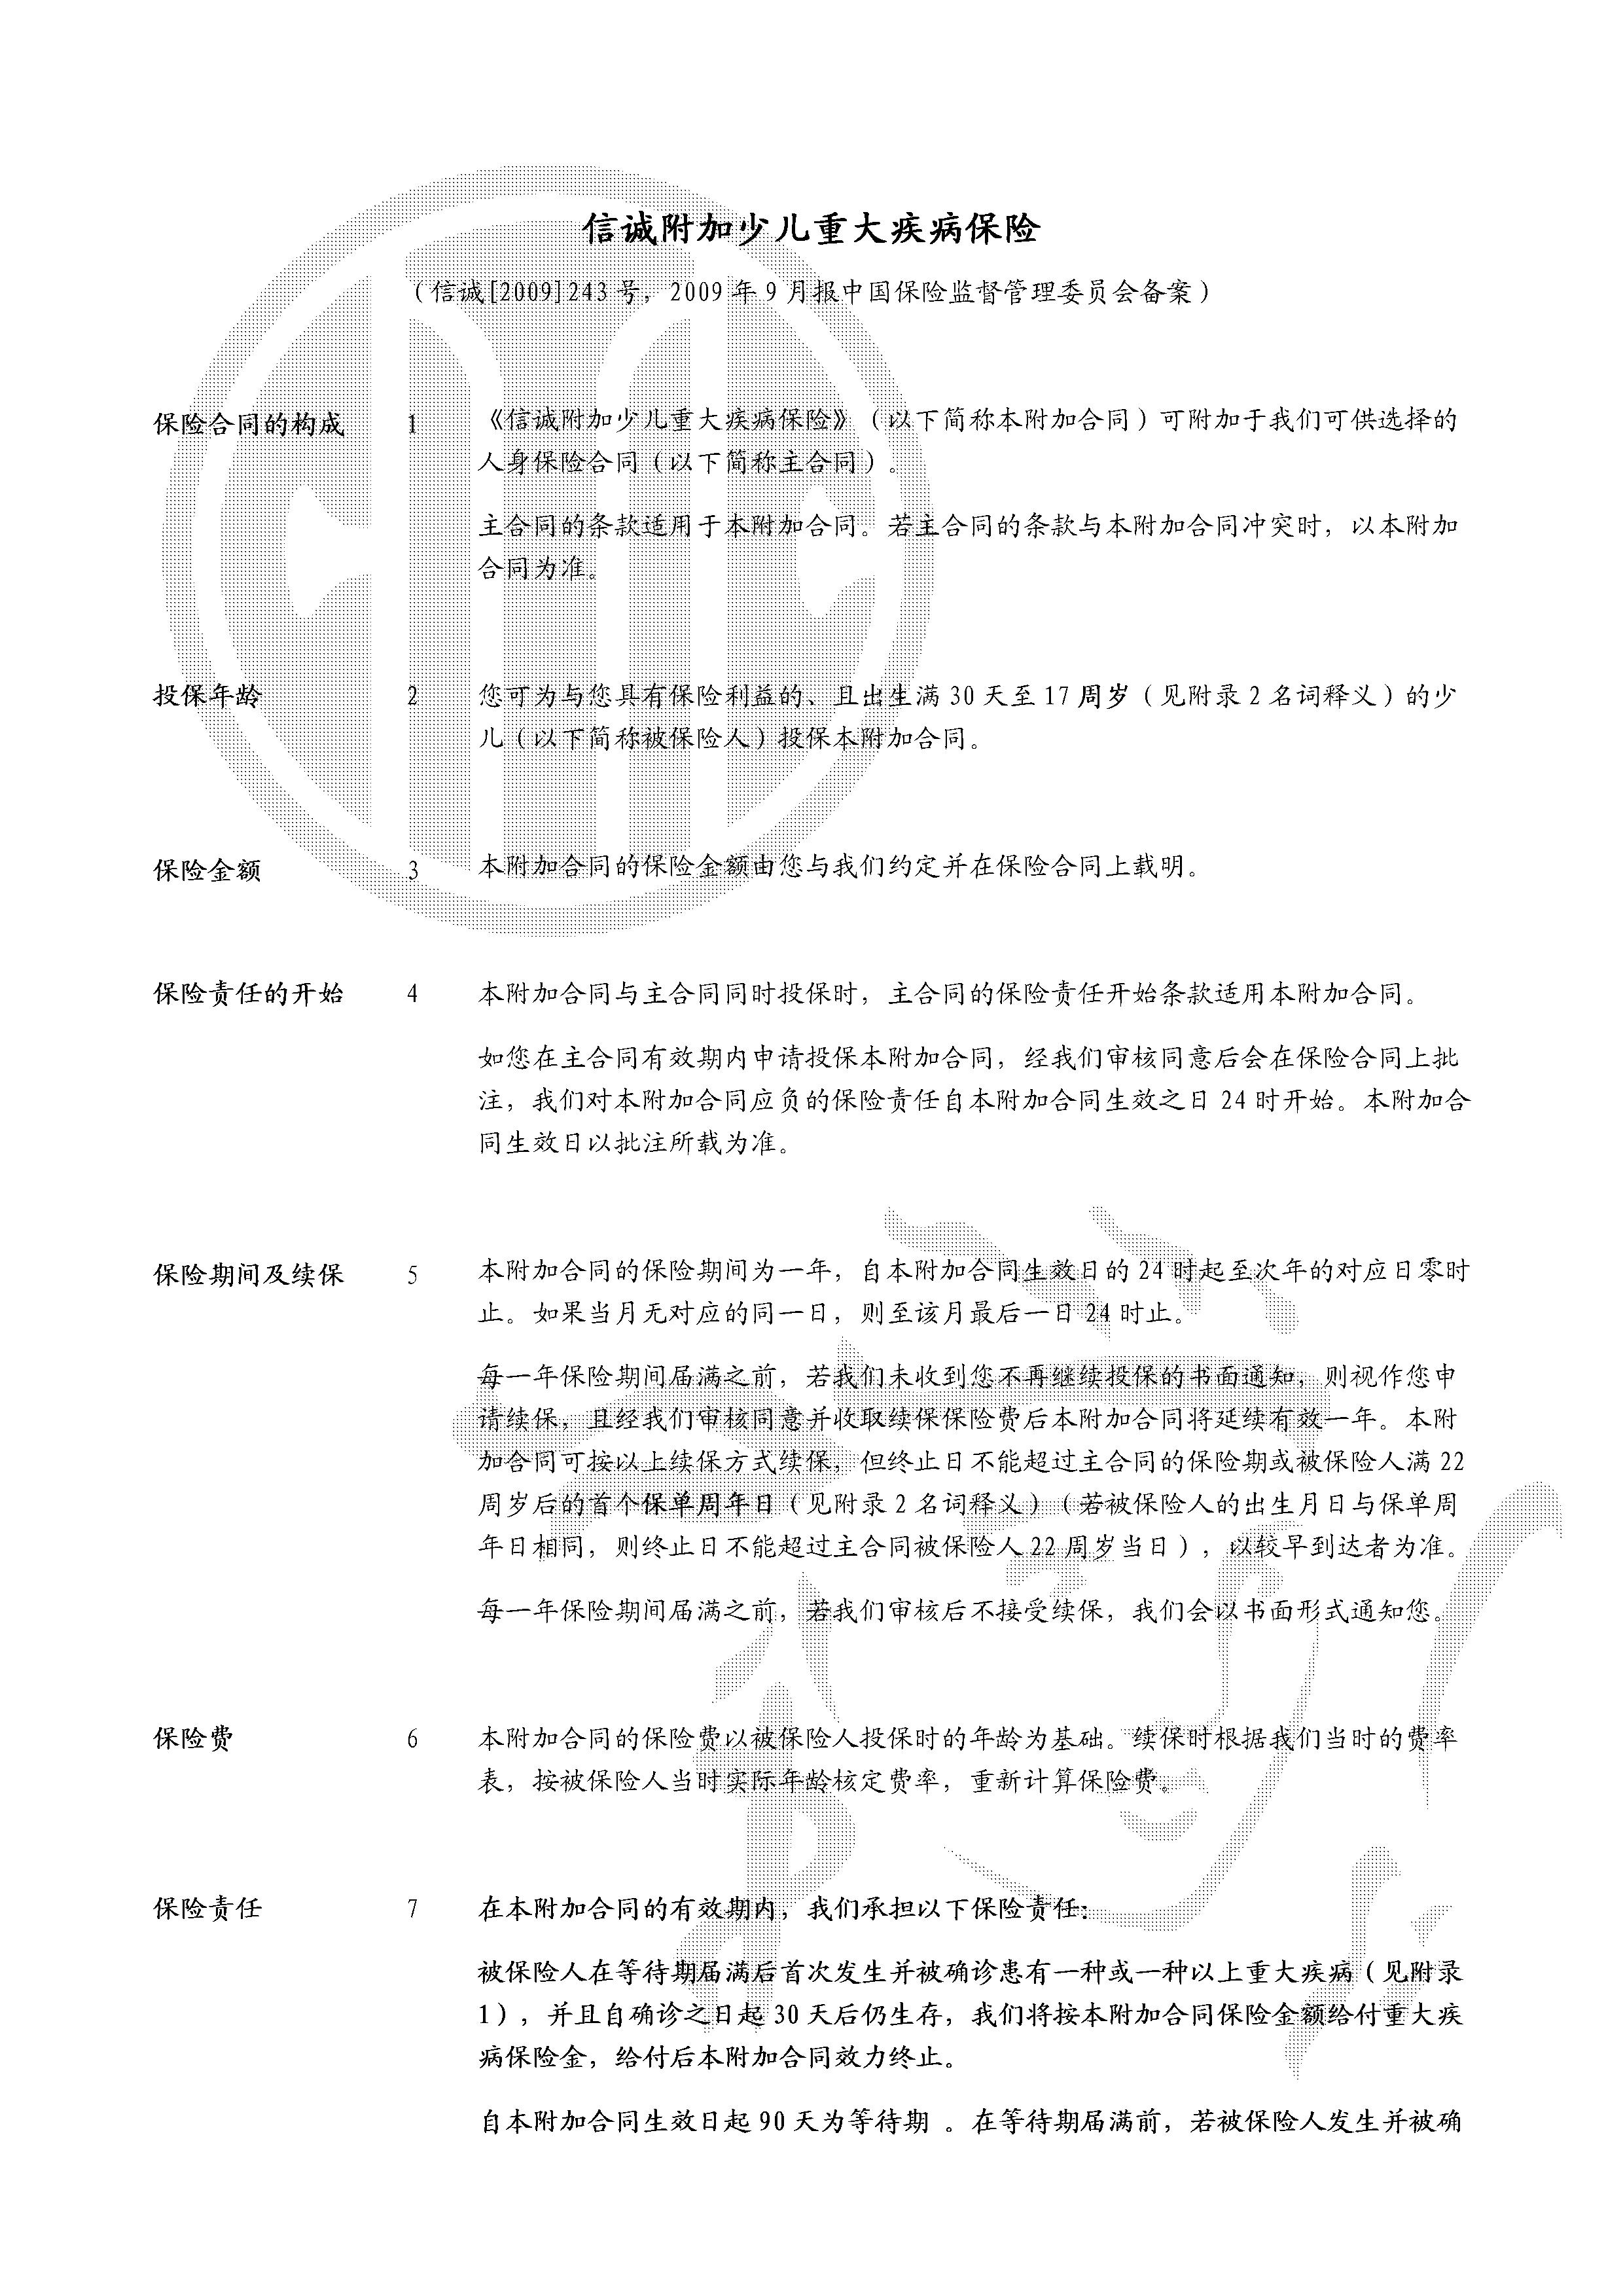 信诚附加少儿重大疾病保险
（信诚[2009]243号，2009年9月报中国保险监督管理委员会备案）
保险合同的构成 1 《信诚附加少儿重大疾病保险》（以下简称本附加合同）可附加于我们可供选择的
人身保险合同（以下简称主合同）。
主合同的条款适用于本附加合同。若主合同的条款与本附加合同冲突时，以本附加
合同为准。
投保年龄 2 您可为与您具有保险利益的、且出生满30天至17周岁（见附录2名词释义）的少
儿（以下简称被保险人）投保本附加合同。
保险金额 3 本附加合同的保险金额由您与我们约定并在保险合同上载明。
保险责任的开始 4 本附加合同与主合同同时投保时，主合同的保险责任开始条款适用本附加合同。
如您在主合同有效期内申请投保本附加合同，经我们审核同意后会在保险合同上批
注，我们对本附加合同应负的保险责任自本附加合同生效之日24时开始。本附加合
同生效日以批注所载为准。
保险期间及续保 5 本附加合同的保险期间为一年，自本附加合同生效日的24时起至次年的对应日零时
止。如果当月无对应的同一日，则至该月最后一日24时止。
每一年保险期间届满之前，若我们未收到您不再继续投保的书面通知，则视作您申
请续保，且经我们审核同意并收取续保保险费后本附加合同将延续有效一年。本附
加合同可按以上续保方式续保，但终止日不能超过主合同的保险期或被保险人满22
周岁后的首个保单周年日（见附录2名词释义）（若被保险人的出生月日与保单周
年日相同，则终止日不能超过主合同被保险人22周岁当日），以较早到达者为准。
每一年保险期间届满之前，若我们审核后不接受续保，我们会以书面形式通知您。
保险费 6 本附加合同的保险费以被保险人投保时的年龄为基础。续保时根据我们当时的费率
表，按被保险人当时实际年龄核定费率，重新计算保险费。
保险责任 7 在本附加合同的有效期内，我们承担以下保险责任：
被保险人在等待期届满后首次发生并被确诊患有一种或一种以上重大疾病（见附录
1），并且自确诊之日起30天后仍生存，我们将按本附加合同保险金额给付重大疾
病保险金，给付后本附加合同效力终止。
自本附加合同生效日起90天为等待期 。在等待期届满前，若被保险人发生并被确